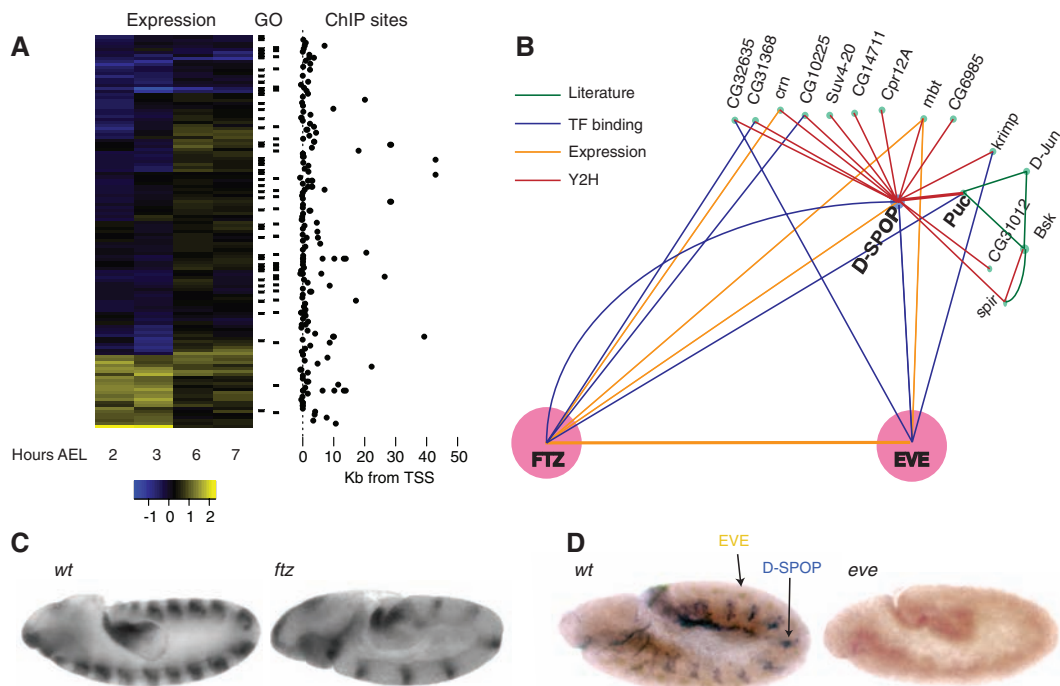 A
Expression
GO
ChIP sites
Hours AEL
2 3 6 7
-1 0 1 2
0 10 20 30 40 50
Kb from TSS
B
Literature
TF binding
Expression
Y2H
CG32635
CG31368
crn
CG10225
Suv4-20
CG14711
Cpr12A
mbt
CG6985
krimp
D-Jun
Bsk
Puc
D-SPOP
CG31012
spir
FTZ
EVE
C
wt
ftz
D
wt
EVE
D-SPOP
eve